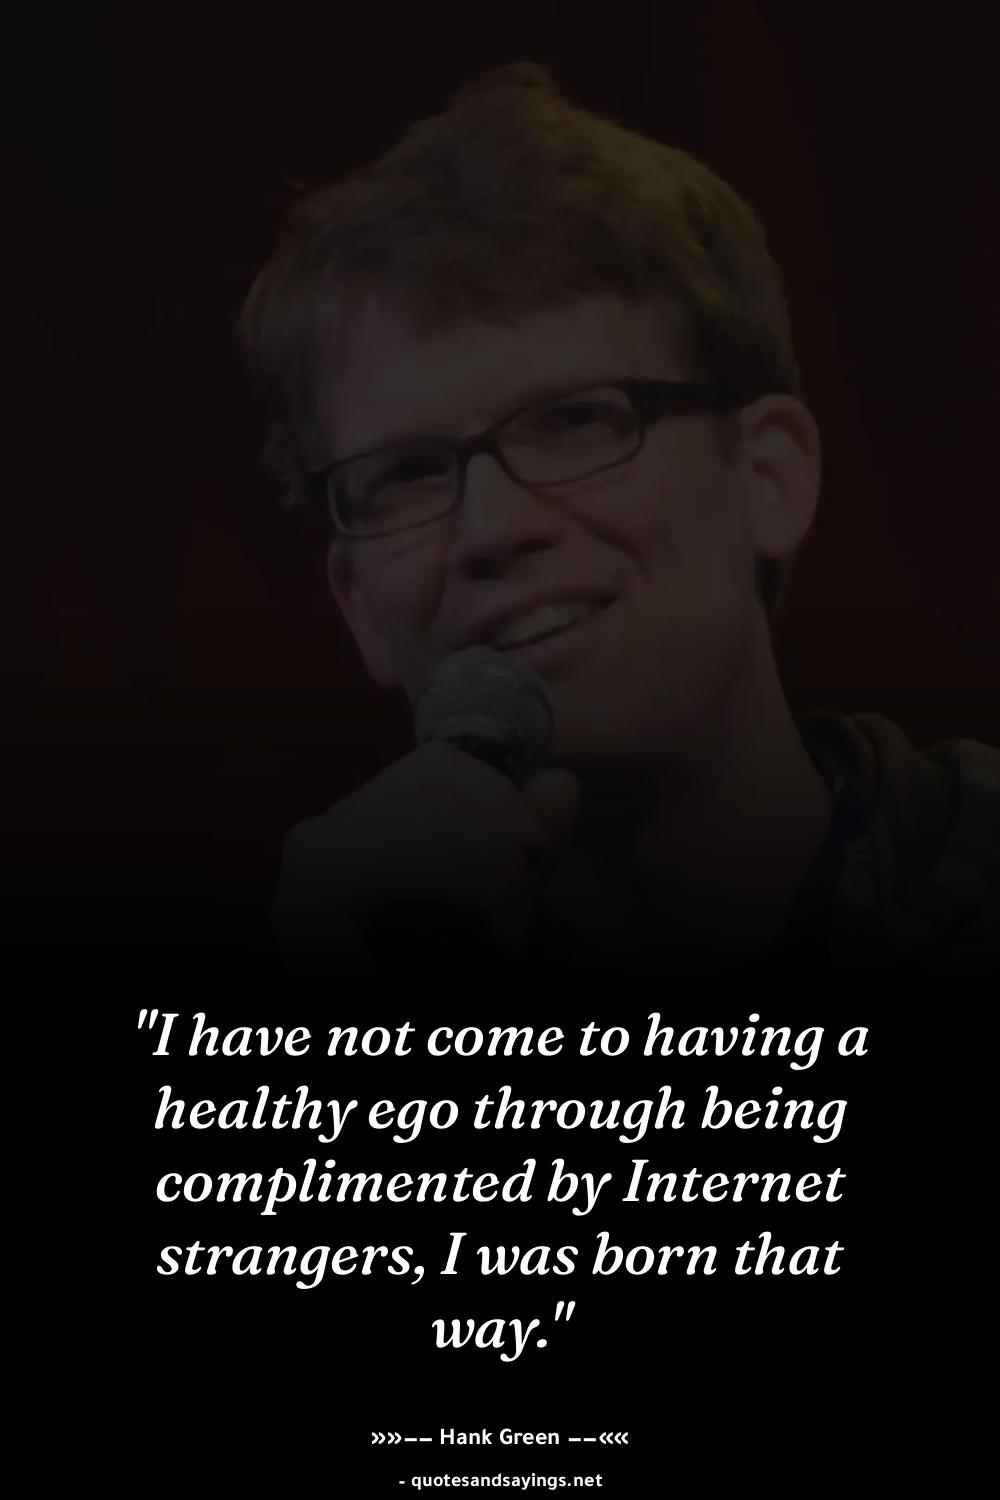 "I have not come to having a
healthy ego through being
complimented by Internet
strangers, I was born that
way."
»»–– Hank Green ––««
- quotesandsayings.net